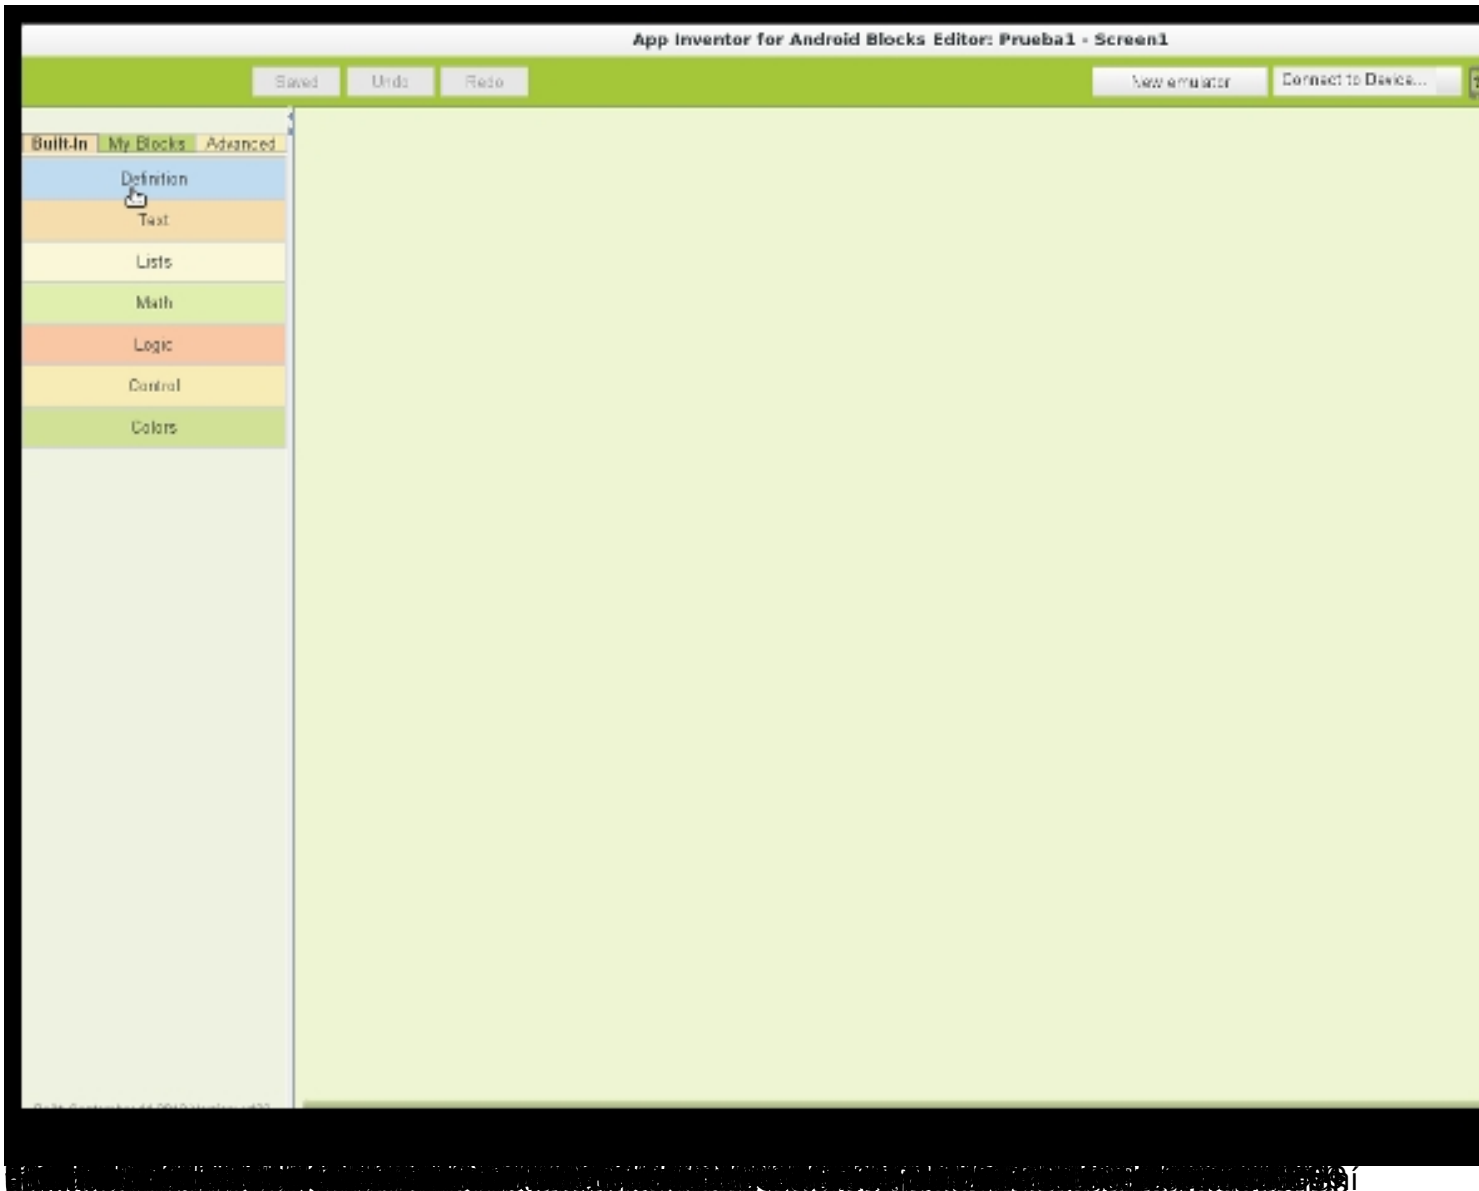 App Inventor for Android Blocks Editor: Prueba1 - Screen1
Saved Undo Redo New emulator Connect to Device...
Built-In My Blocks Advanced
Definition
Text
Lists
Math
Logic
Control
Colors